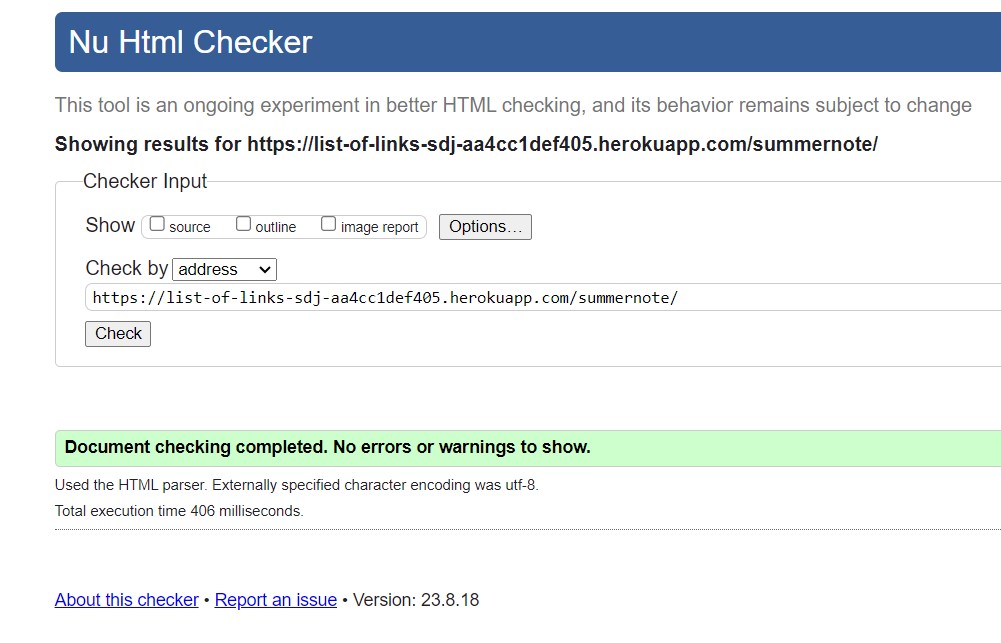 Nu Html Checker
This tool is an ongoing experiment in better HTML checking, and its behavior remains subject to change
Showing results for https://list-of-links-sdj-aa4cc1def405.herokuapp.com/summernote/
Checker Input
Show source outline image report Options...
Check by address
https://list-of-links-sdj-aa4cc1def405.herokuapp.com/summernote/
Check
Document checking completed. No errors or warnings to show.
Used the HTML parser. Externally specified character encoding was utf-8.
Total execution time 406 milliseconds.
About this checker • Report an issue • Version: 23.8.18